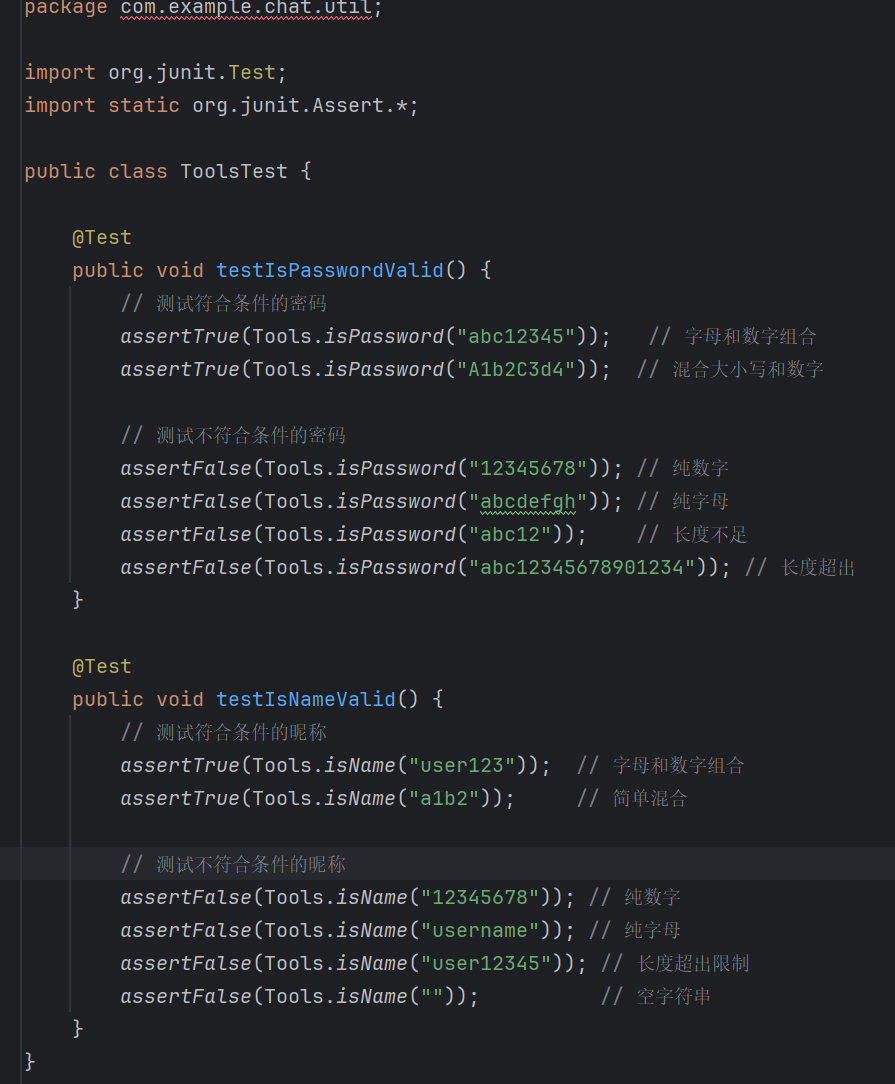 package com.example.chat.util;
import org.junit.Test;
import static org.junit.Assert.*;
public class ToolsTest {
@Test
public void testIsPasswordValid() {
// 测试符合条件的密码
assertTrue(Tools.isPassword("abc12345"));   // 字母和数字组合
assertTrue(Tools.isPassword("A1b2C3d4"));  // 混合大小写和数字
// 测试不符合条件的密码
assertFalse(Tools.isPassword("12345678")); // 纯数字
assertFalse(Tools.isPassword("abcdefgh")); // 纯字母
assertFalse(Tools.isPassword("abc12"));    // 长度不足
assertFalse(Tools.isPassword("abc12345678901234")); // 长度超出
}
@Test
public void testIsNameValid() {
// 测试符合条件的昵称
assertTrue(Tools.isName("user123"));  // 字母和数字组合
assertTrue(Tools.isName("a1b2"));     // 简单混合
// 测试不符合条件的昵称
assertFalse(Tools.isName("12345678")); // 纯数字
assertFalse(Tools.isName("username")); // 纯字母
assertFalse(Tools.isName("user12345")); // 长度超出限制
assertFalse(Tools.isName(""));          // 空字符串
}
}